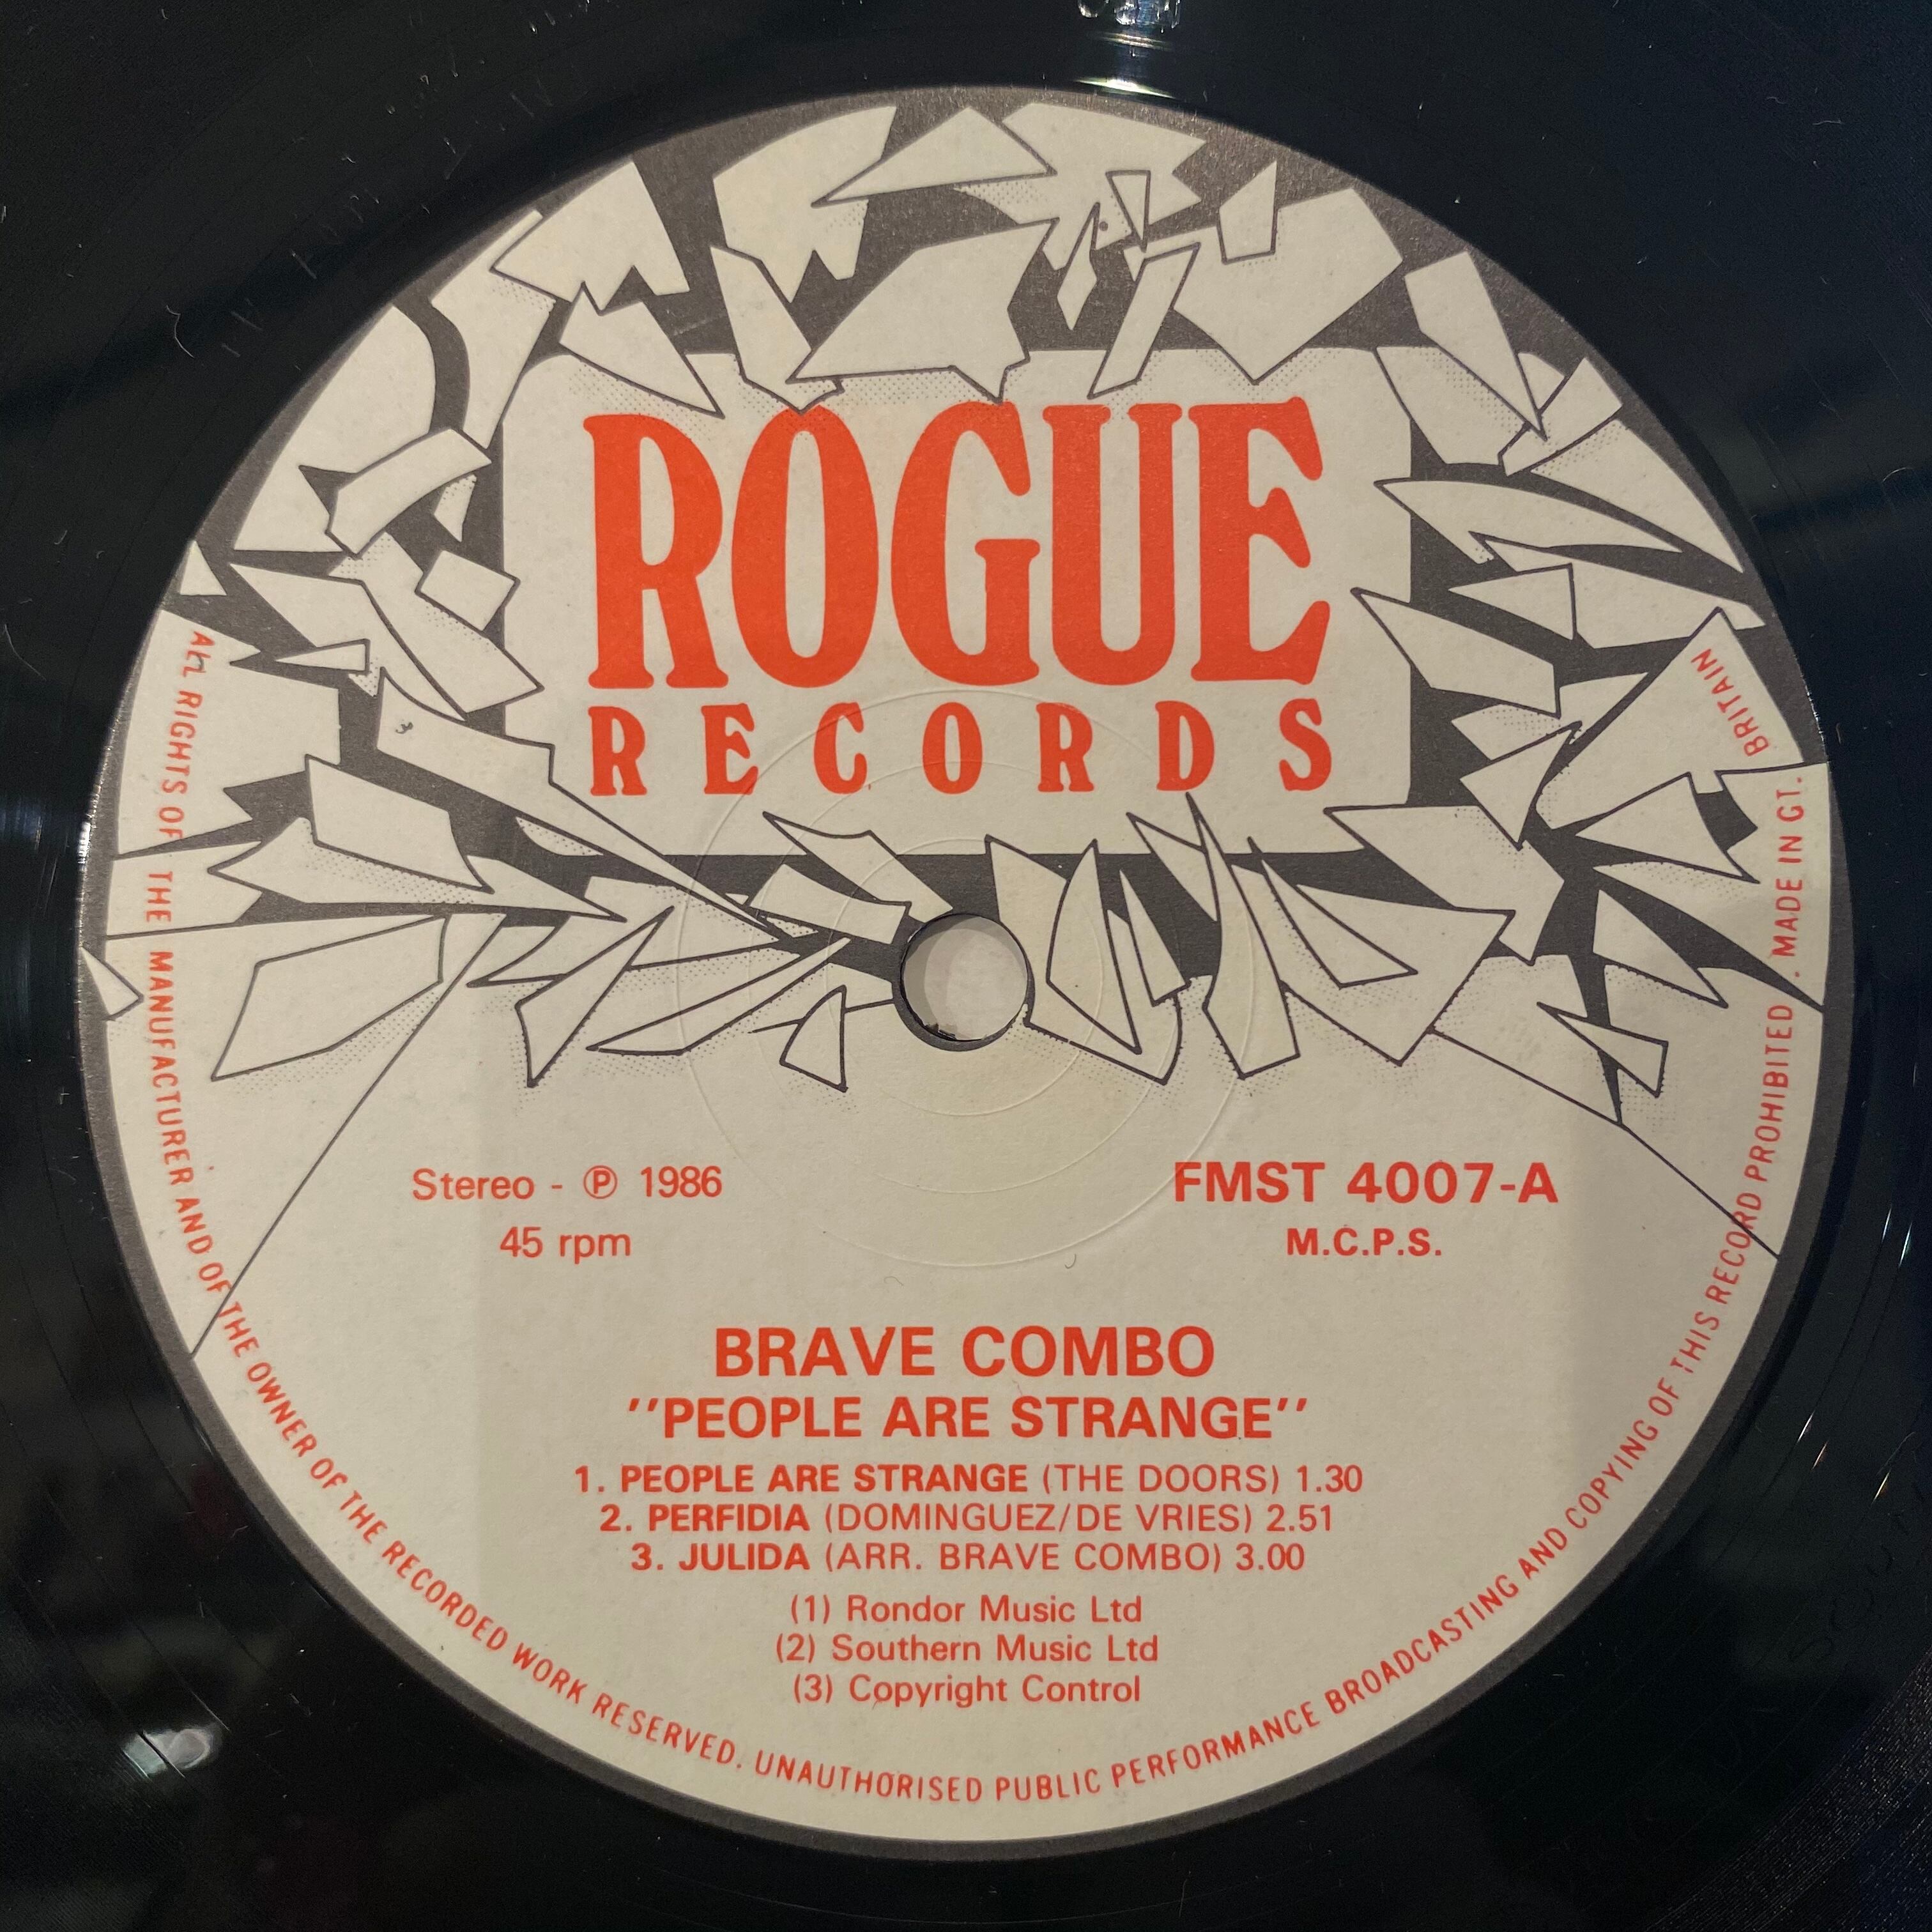 ROGUE
RECORDS
Stereo - ℗ 1986
45 rpm
FMST 4007-A
M.C.P.S.
BRAVE COMBO
''PEOPLE ARE STRANGE''
1. PEOPLE ARE STRANGE (THE DOORS) 1.30
2. PERFIDIA (DOMINGUEZ/DE VRIES) 2.51
3. JULIDA (ARR. BRAVE COMBO) 3.00
(1) Rondor Music Ltd
(2) Southern Music Ltd
(3) Copyright Control
ALL RIGHTS OF THE MANUFACTURER AND OF THE OWNER OF THE RECORDED WORK RESERVED. UNAUTHORISED PUBLIC PERFORMANCE BROADCASTING AND COPYING OF THIS RECORD PROHIBITED. MADE IN GT. BRITAIN